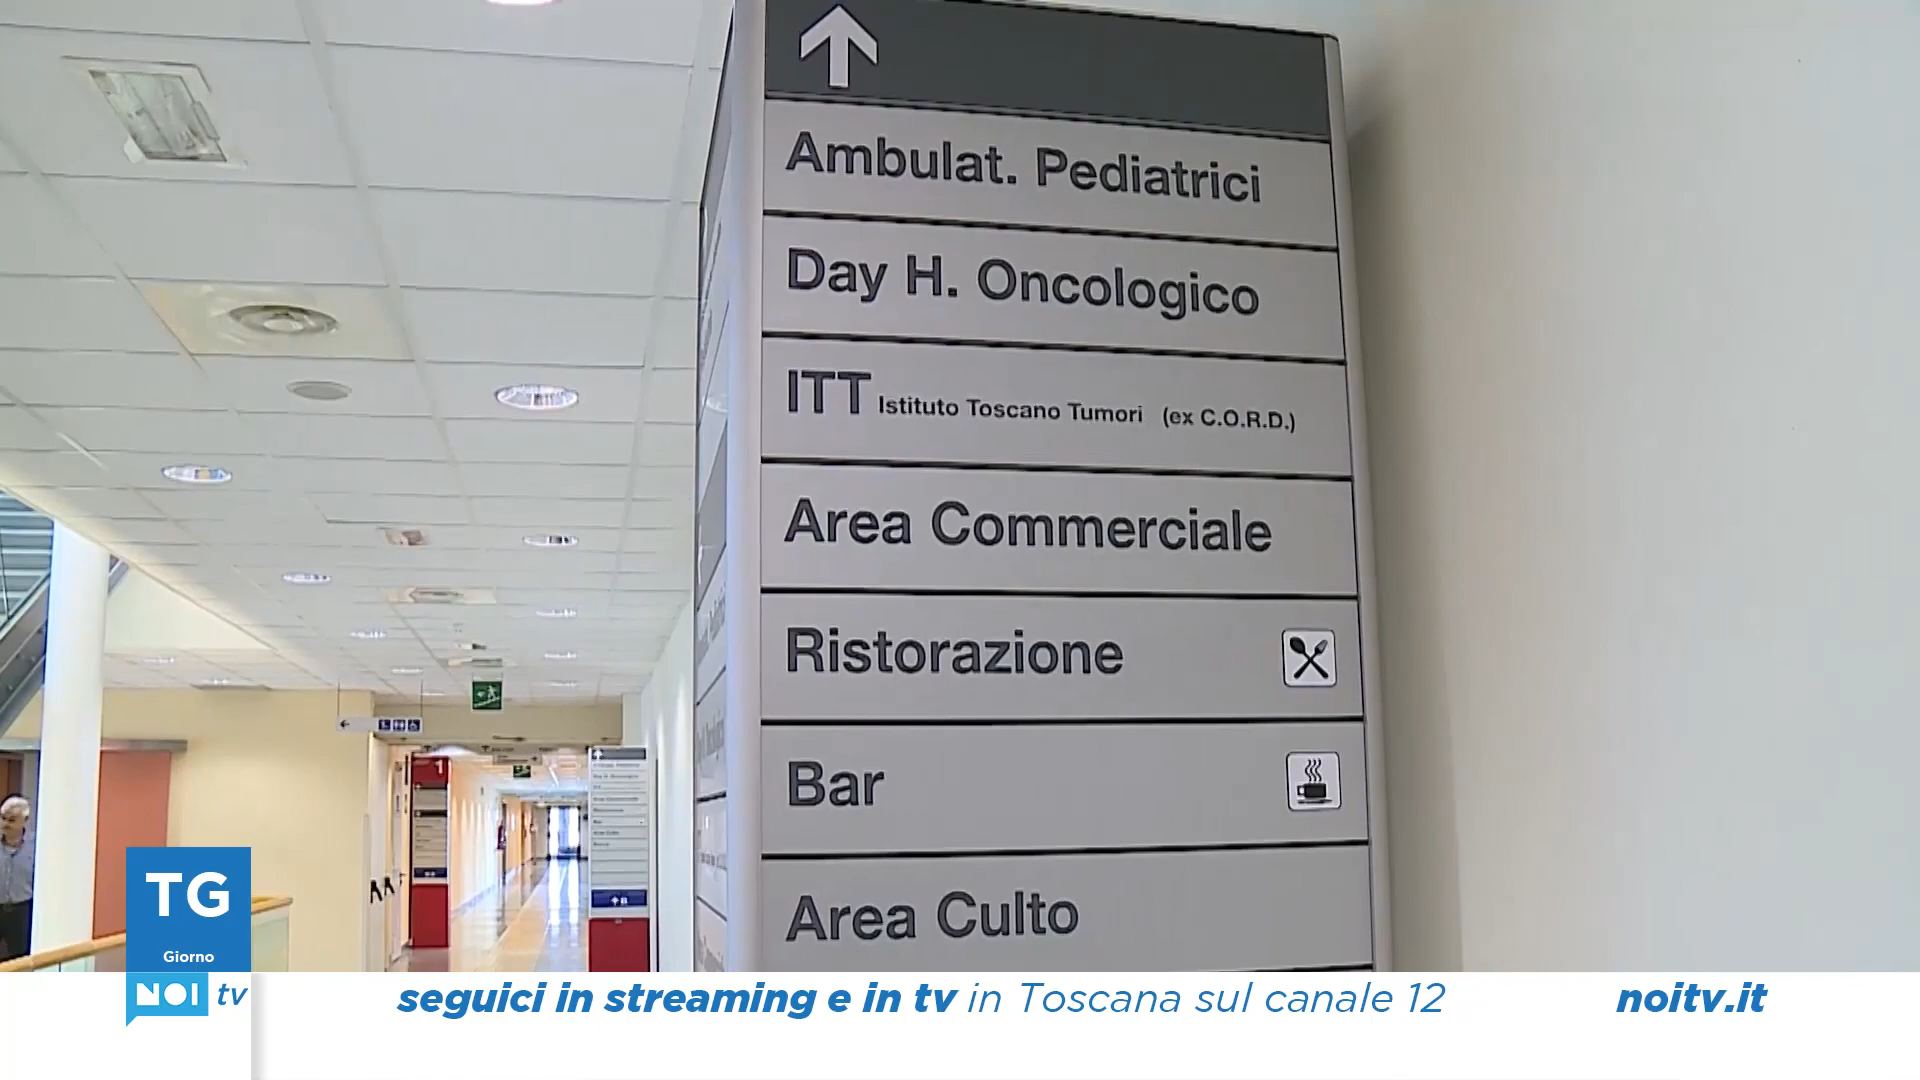 Ambulat. Pediatrici
Day H. Oncologico
ITT Istituto Toscano Tumori (ex C.O.R.D.)
Area Commerciale
Ristorazione
Bar
Area Culto
TG
Giorno
NOI tv
seguici in streaming e in tv in Toscana sul canale 12
noitv.it